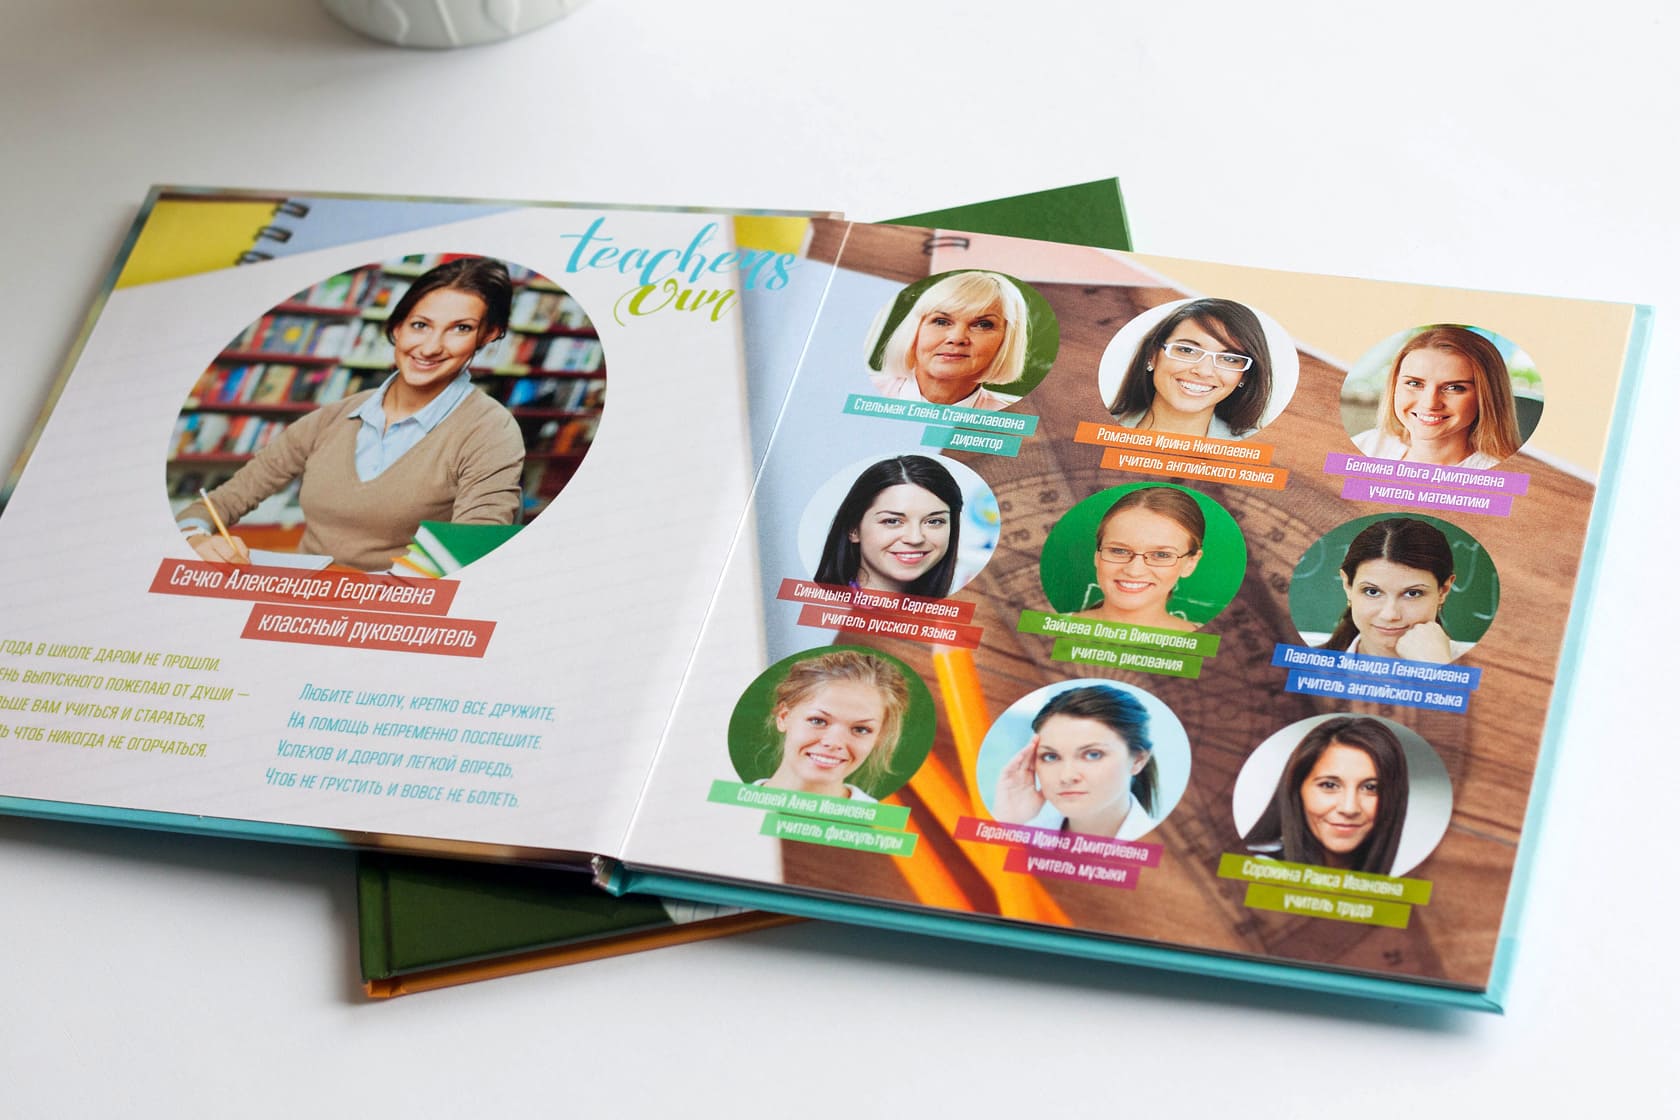 teachers
our
Сачко Александра Георгиевна
классный руководитель
ГОДА В ШКОЛЕ ДАРОМ НЕ ПРОШЛИ.
ВЫПУСКНОГО ПОЖЕЛАЮ ОТ ДУШИ —
ВАМ УЧИТЬСЯ И СТАРАТЬСЯ,
ЧТОБ НИКОГДА НЕ ОГОРЧАТЬСЯ.
ЛЮБИТЕ ШКОЛУ, КРЕПКО ВСЕ ДРУЖИТЕ,
НА ПОМОЩЬ НЕПРЕМЕННО ПОСПЕШИТЕ.
УСПЕХОВ И ДОРОГИ ЛЕГКОЙ ВПРЕДЬ,
ЧТОБ НЕ ГРУСТИТЬ И ВОВСЕ НЕ БОЛЕТЬ.
Стельмах Елена Станиславовна
директор
Романова Ирина Николаевна
учитель английского языка
Белкина Ольга Дмитриевна
учитель математики
Синицына Наталья Сергеевна
учитель русского языка
Зайцева Ольга Викторовна
учитель рисования
Павлова Зинаида Геннадиевна
учитель английского языка
Соловей Анна Ивановна
учитель физкультуры
Гаранова Ирина Дмитриевна
учитель музыки
Сорокина Раиса Ивановна
учитель труда